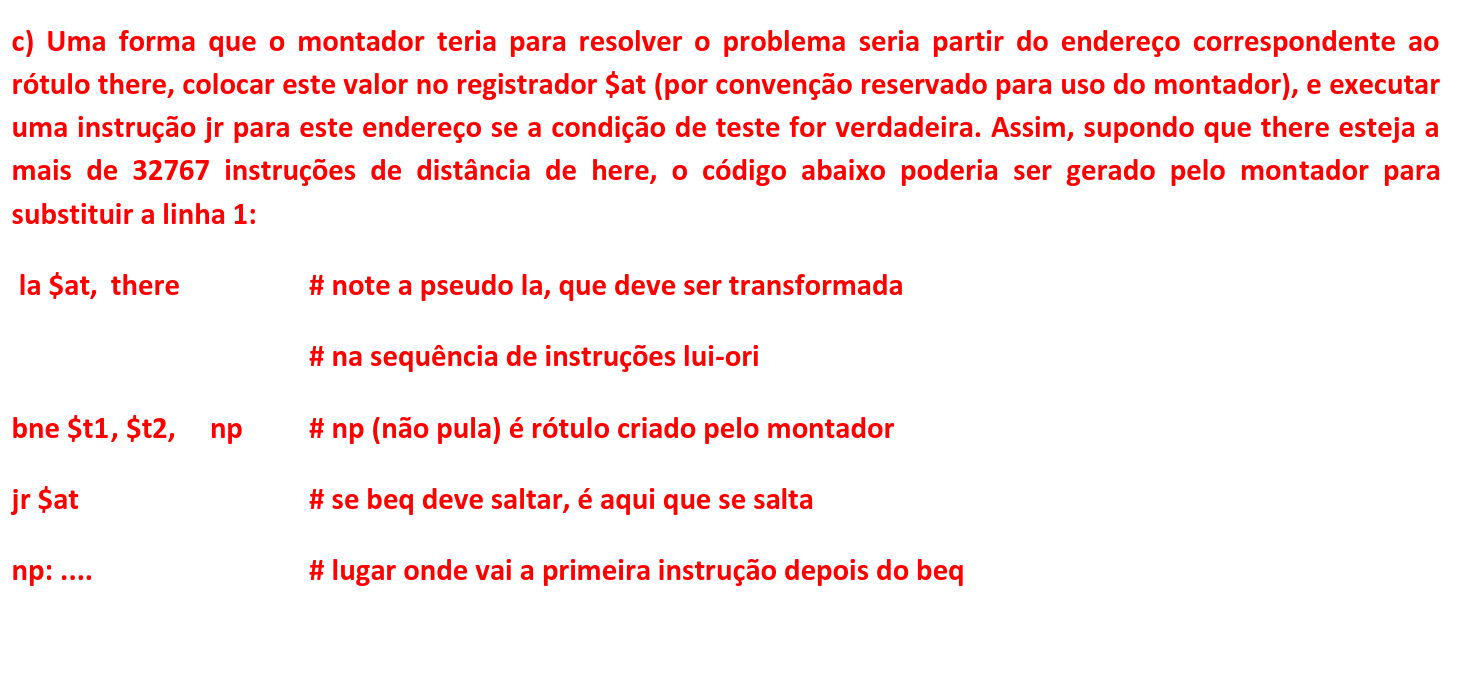 c) Uma forma que o montador teria para resolver o problema seria partir do endereço correspondente ao
rótulo there, colocar este valor no registrador $at (por convenção reservado para uso do montador), e executar
uma instrução jr para este endereço se a condição de teste for verdadeira. Assim, supondo que there esteja a
mais de 32767 instruções de distância de here, o código abaixo poderia ser gerado pelo montador para
substituir a linha 1:
la $at, there # note a pseudo la, que deve ser transformada
# na sequência de instruções lui-ori
bne $t1, $t2, np # np (não pula) é rótulo criado pelo montador
jr $at # se beq deve saltar, é aqui que se salta
np: .... # lugar onde vai a primeira instrução depois do beq